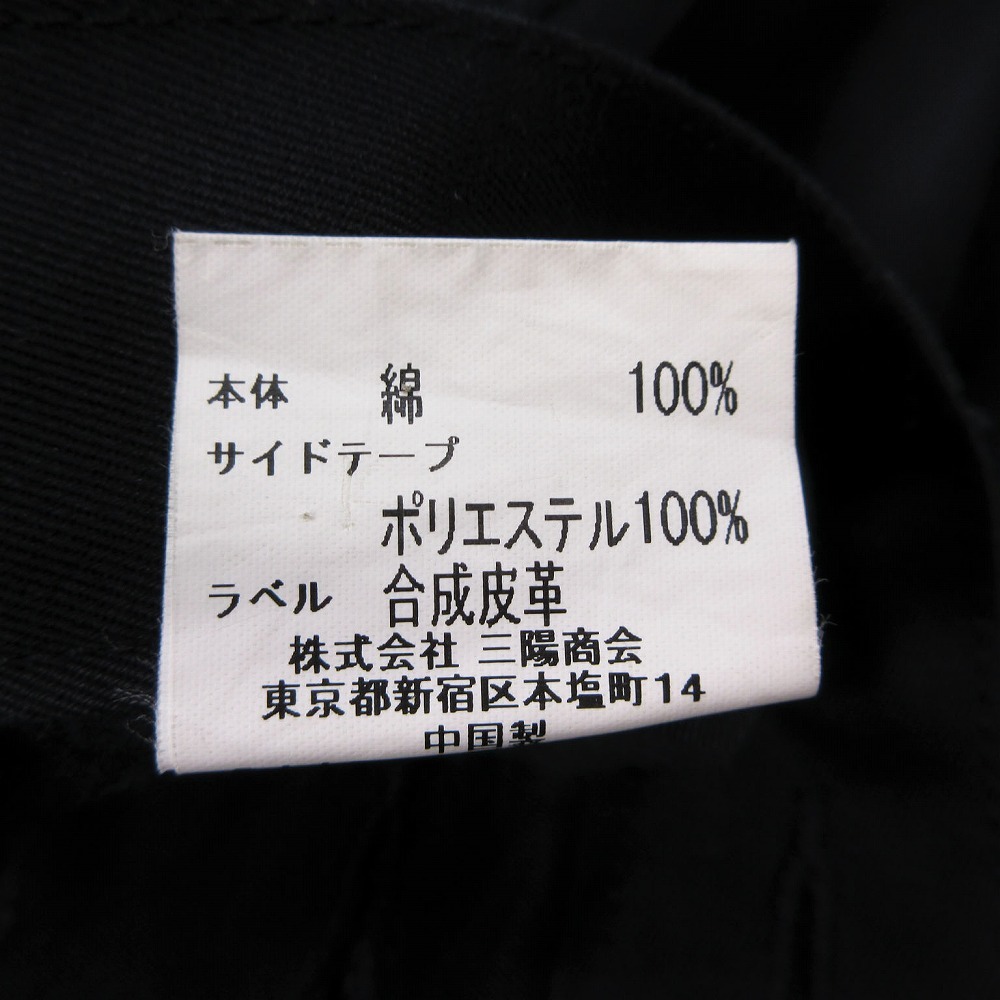 本体 綿 100%
サイドテープ
ポリエステル100%
ラベル 合成皮革
株式会社 三陽商会
東京都新宿区本塩町14
中国製